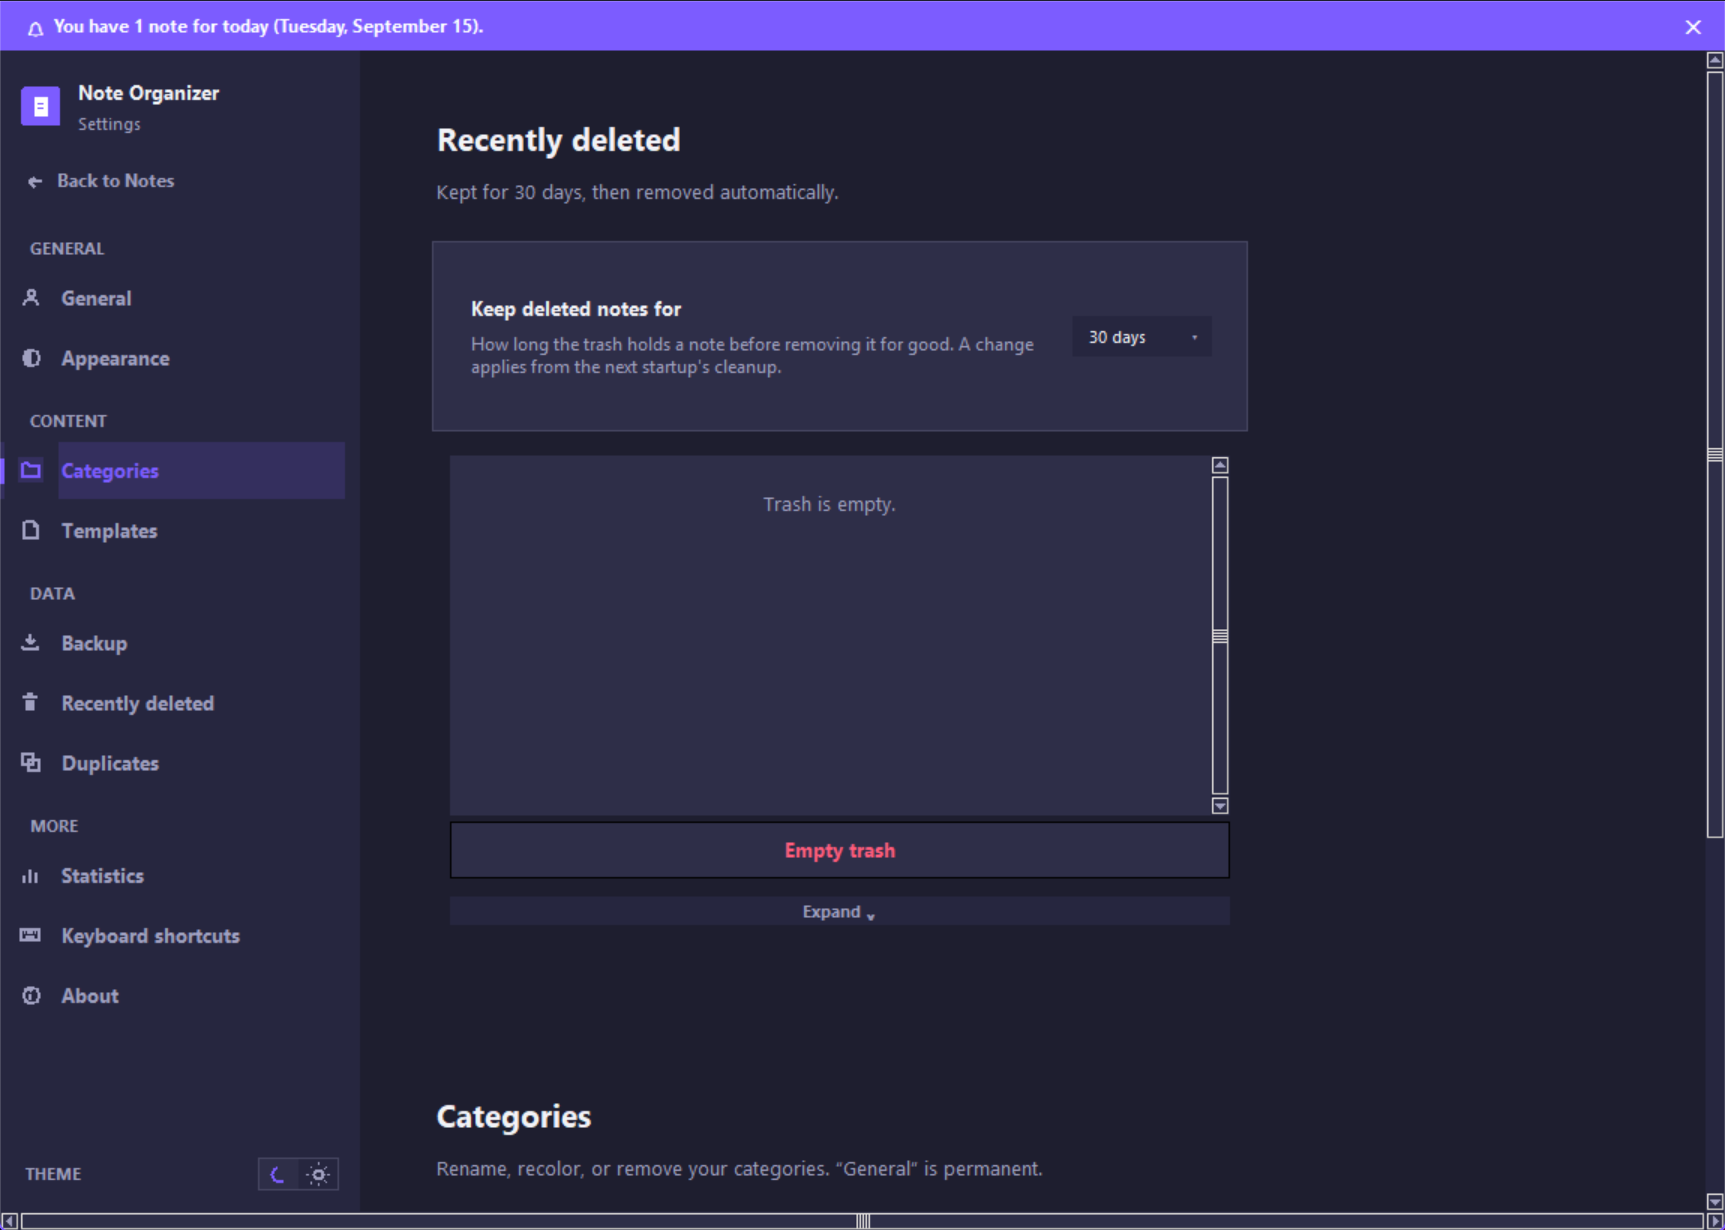 You have 1 note for today (Tuesday, September 15).
Note Organizer
Settings
Back to Notes
GENERAL
General
Appearance
CONTENT
Categories
Templates
DATA
Backup
Recently deleted
Duplicates
MORE
Statistics
Keyboard shortcuts
About
THEME
Recently deleted
Kept for 30 days, then removed automatically.
Keep deleted notes for
How long the trash holds a note before removing it for good. A change
applies from the next startup's cleanup.
30 days
Trash is empty.
Empty trash
Expand
Categories
Rename, recolor, or remove your categories. “General” is permanent.